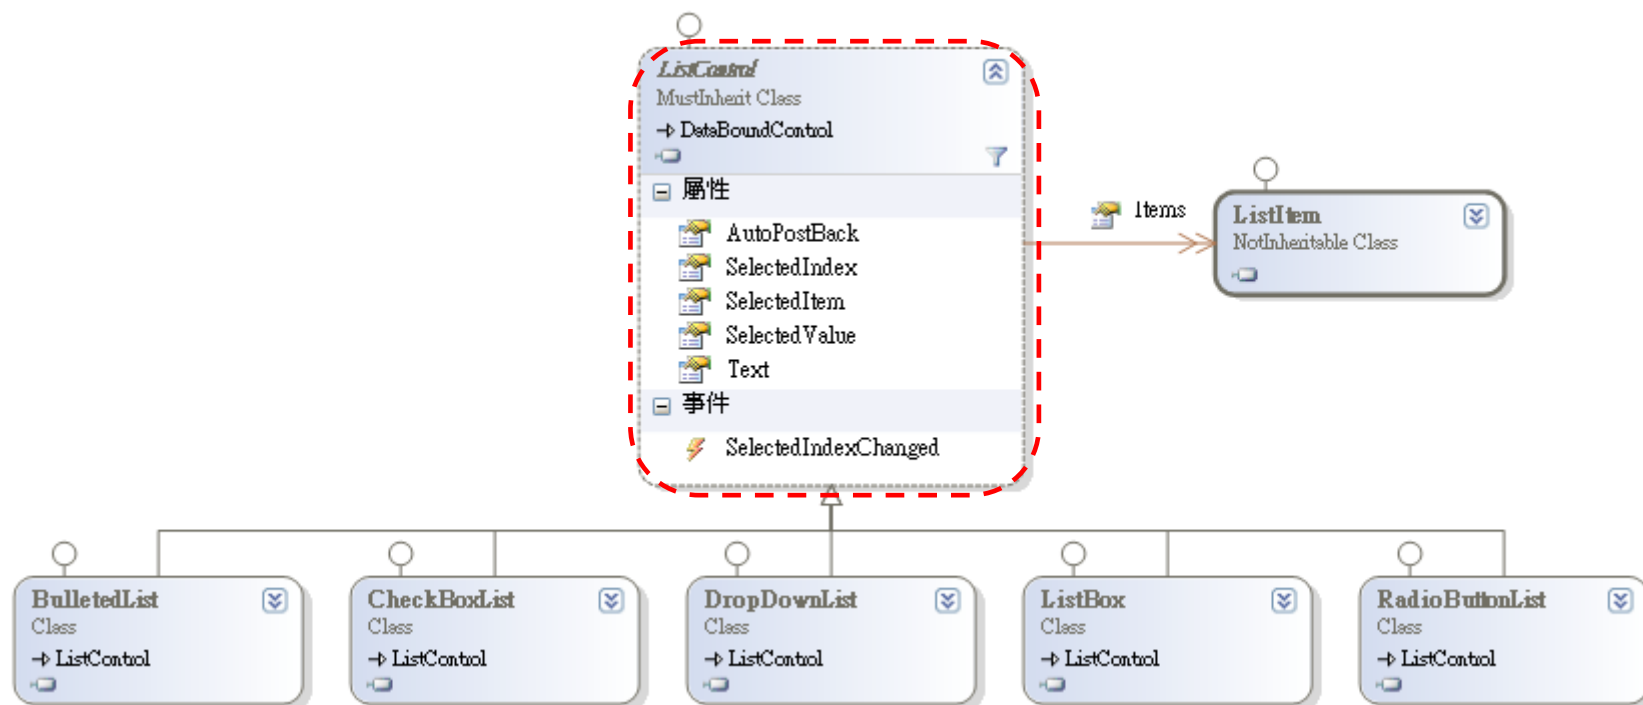 ListControl
MustInherit Class
DataBoundControl
屬性
AutoPostBack
SelectedIndex
SelectedItem
SelectedValue
Text
事件
SelectedIndexChanged
Items
ListItem
NotInheritable Class
BulletedList
Class
ListControl
CheckBoxList
Class
ListControl
DropDownList
Class
ListControl
ListBox
Class
ListControl
RadioButtonList
Class
ListControl